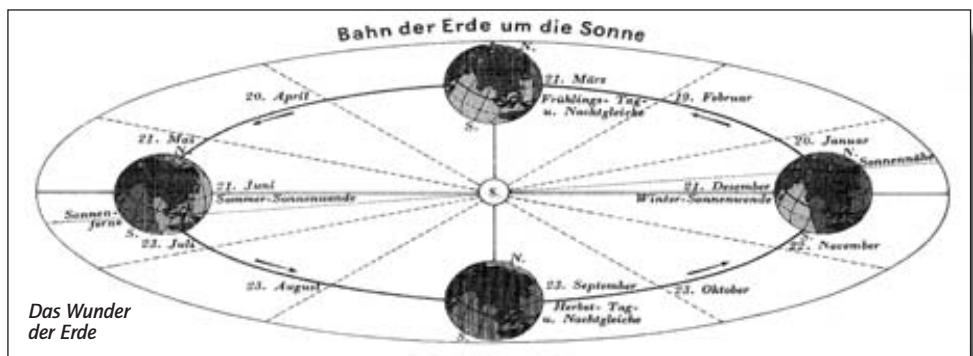 Bahn der Erde um die Sonne
N.
21. März
Frühlings- Tag-
u. Nachtgleiche
S.
20. April
19. Februar
21. Mai
N.
20. Januar
N.
Sonnennähe
21. Juni
Sommer-Sonnenwende
S.
21. Dezember
Winter-Sonnenwende
Sonnen-
ferne
S.
23. Juli
S.
22. November
23. August
N.
23. September
Herbst- Tag-
u. Nachtgleiche
S.
23. Oktober
Das Wunder
der Erde